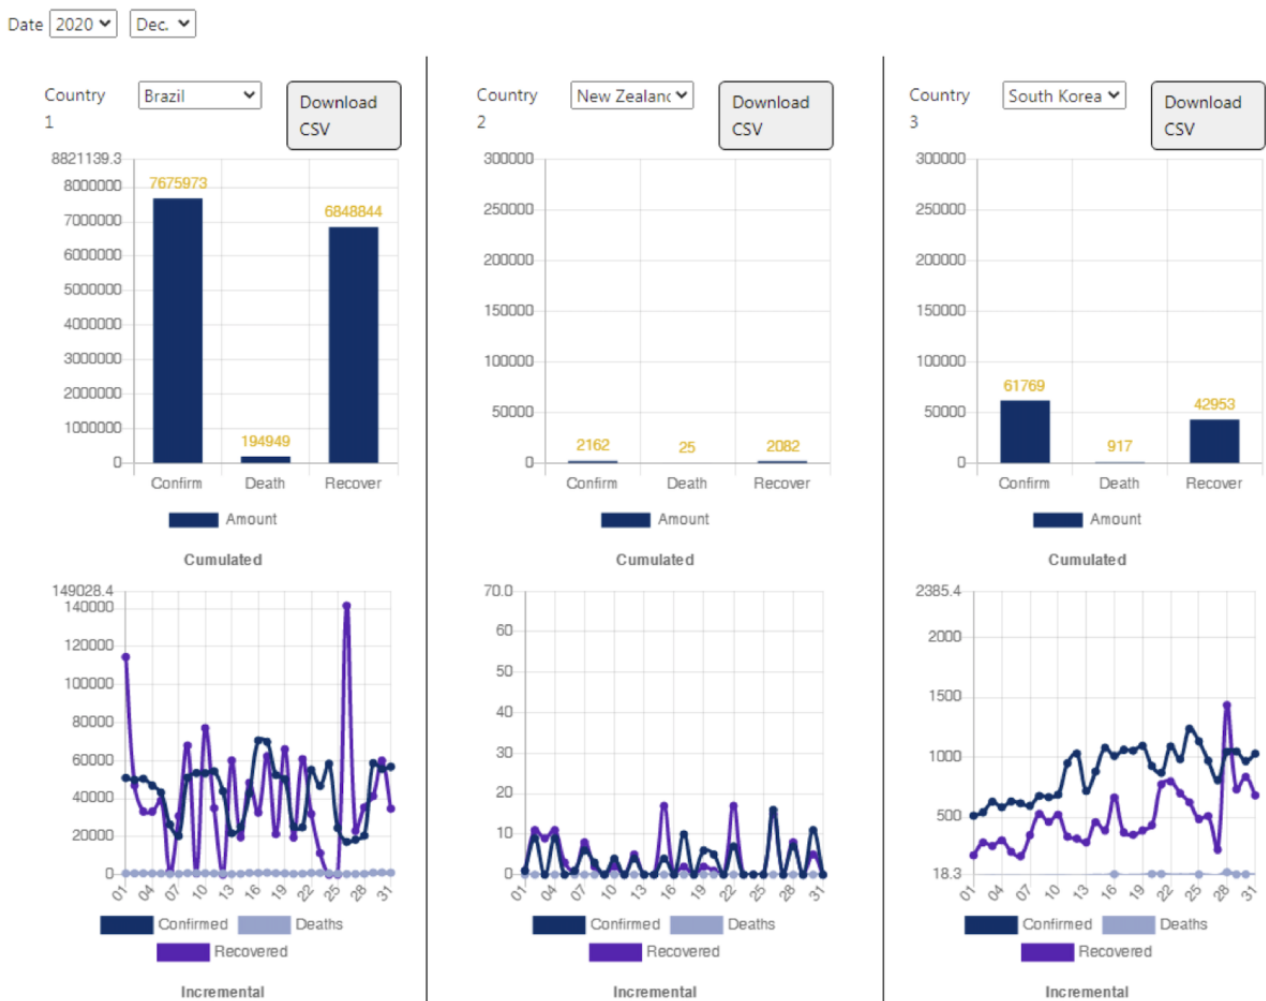 Date 2020 Dec.
Country 1 Brazil Download CSV
8821139.3
8000000
7000000
6000000
5000000
4000000
3000000
2000000
1000000
0
7675973
194949
6848844
Confirm Death Recover
Amount
Cumulated
149028.4
140000
120000
100000
80000
60000
40000
20000
0
01 04 07 10 13 16 19 22 25 28 31
Confirmed Deaths
Recovered
Incremental
Country 2 New Zealanc Download CSV
300000
250000
200000
150000
100000
50000
0
2162
25
2082
Confirm Death Recover
Amount
Cumulated
70.0
60
50
40
30
20
10
0
01 04 07 10 13 16 19 22 25 28 31
Confirmed Deaths
Recovered
Incremental
Country 3 South Korea Download CSV
300000
250000
200000
150000
100000
50000
0
61769
917
42953
Confirm Death Recover
Amount
Cumulated
2385.4
2000
1500
1000
500
18.3
01 04 07 10 13 16 19 22 25 28 31
Confirmed Deaths
Recovered
Incremental